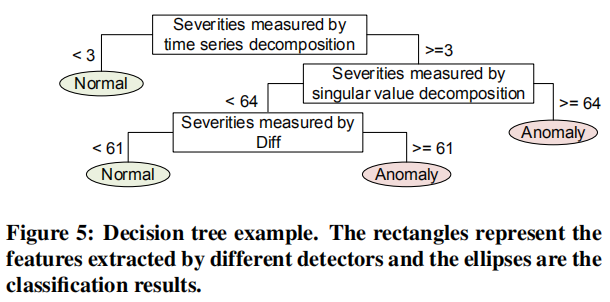 Severities measured by
time series decomposition
< 3
>=3
Normal
Severities measured by
singular value decomposition
< 64
>= 64
Severities measured by
Diff
Anomaly
< 61
>= 61
Normal
Anomaly
Figure 5: Decision tree example. The rectangles represent the
features extracted by different detectors and the ellipses are the
classification results.